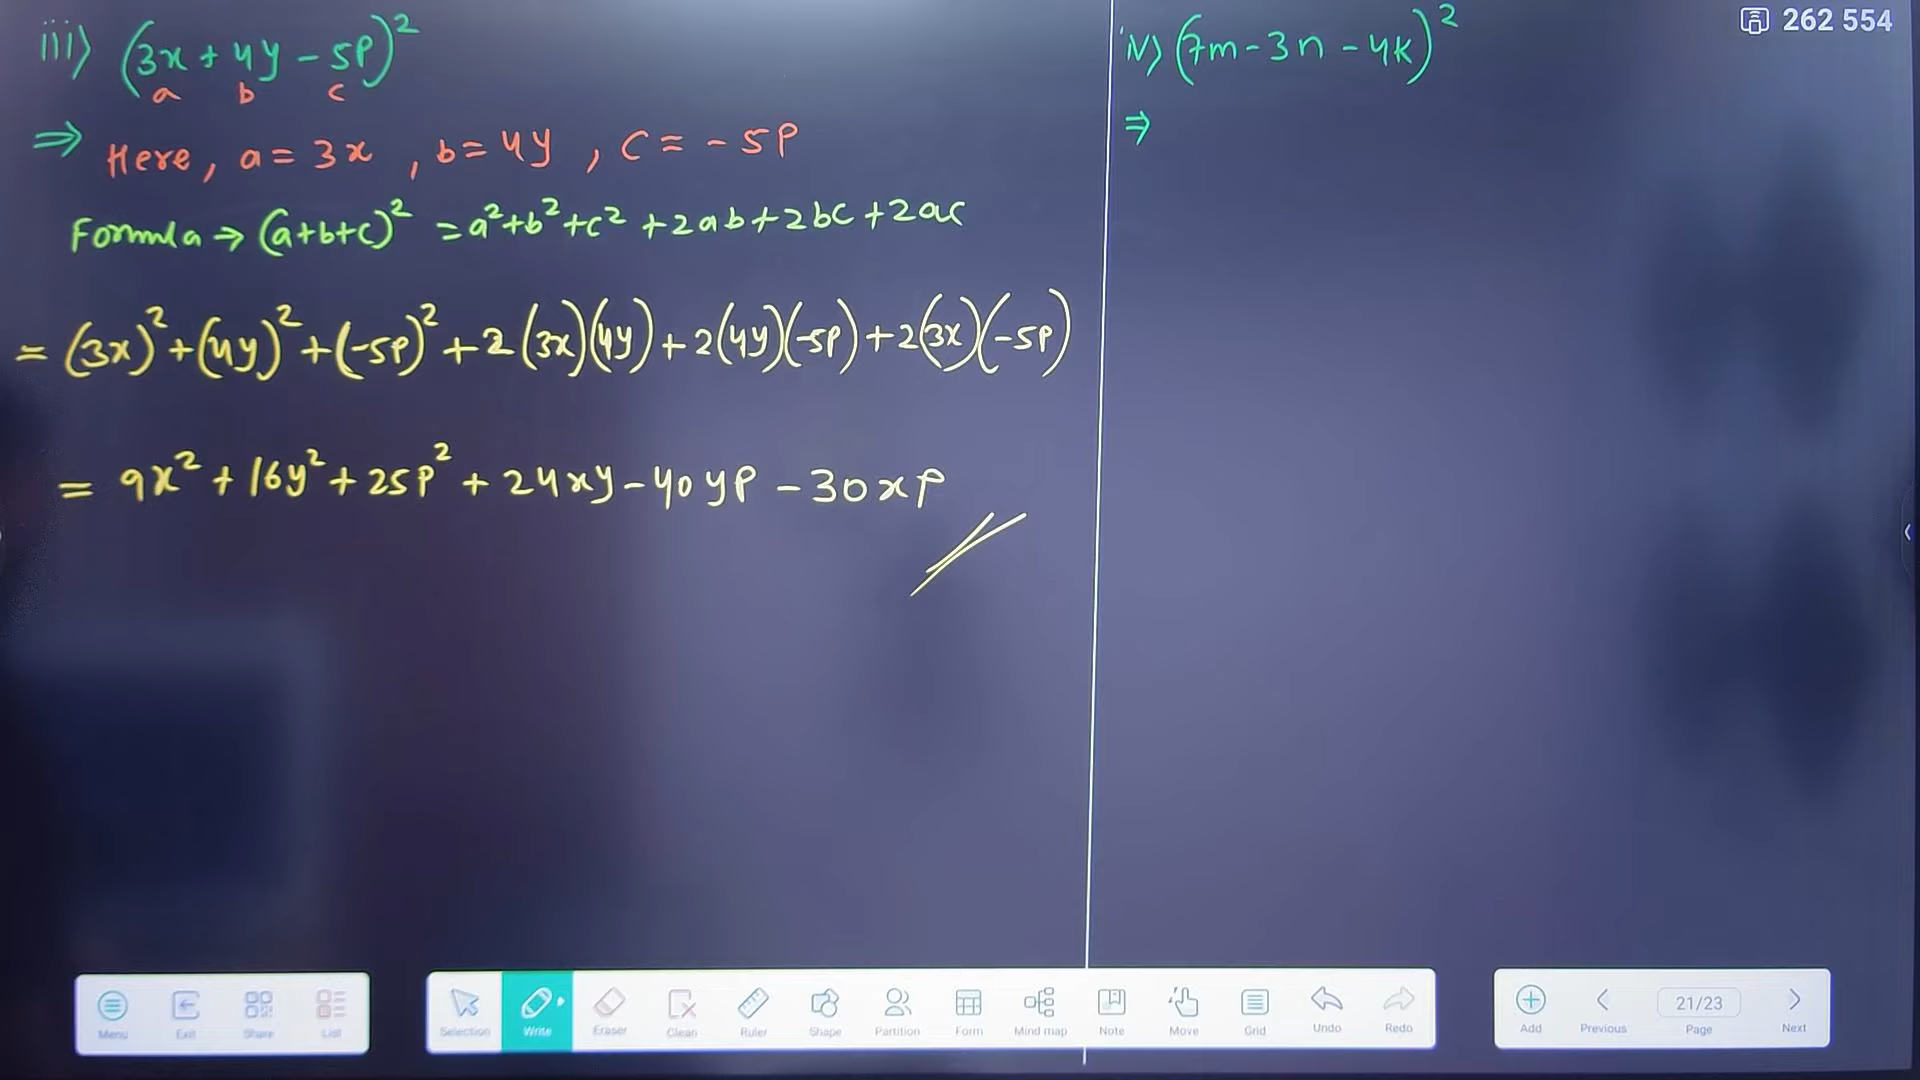 iii) (3x + 4y - 5p)²
a b c
⇒ Here, a = 3x , b = 4y , c = - 5p
Formula → (a+b+c)² = a²+b²+c² +2ab+2bc +2ac
= (3x)²+(4y)²+(-5p)²+2(3x)(4y)+2(4y)(-5p)+2(3x)(-5p)
= 9x²+16y²+25p²+24xy-40yp-30xp
iv) (7m-3n-4k)²
⇒
262 554
Menu Exit Share List
Selection Write Eraser Clean Ruler Shape Partition Form Mind map Note Move Grid Undo Redo
Add Previous 21/23 Page Next